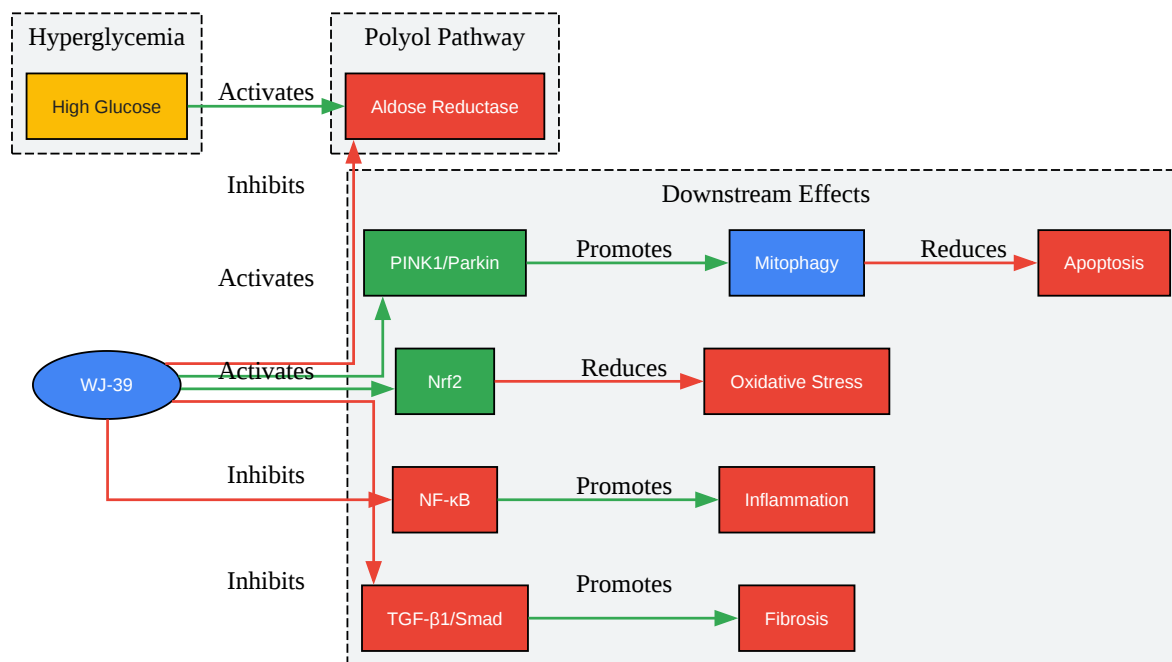 Hyperglycemia
Polyol Pathway
High Glucose
Activates
Aldose Reductase
Inhibits
Downstream Effects
PINK1/Parkin
Promotes
Mitophagy
Reduces
Apoptosis
Activates
WJ-39
Activates
Nrf2
Reduces
Oxidative Stress
Inhibits
NF-κB
Promotes
Inflammation
Inhibits
TGF-β1/Smad
Promotes
Fibrosis